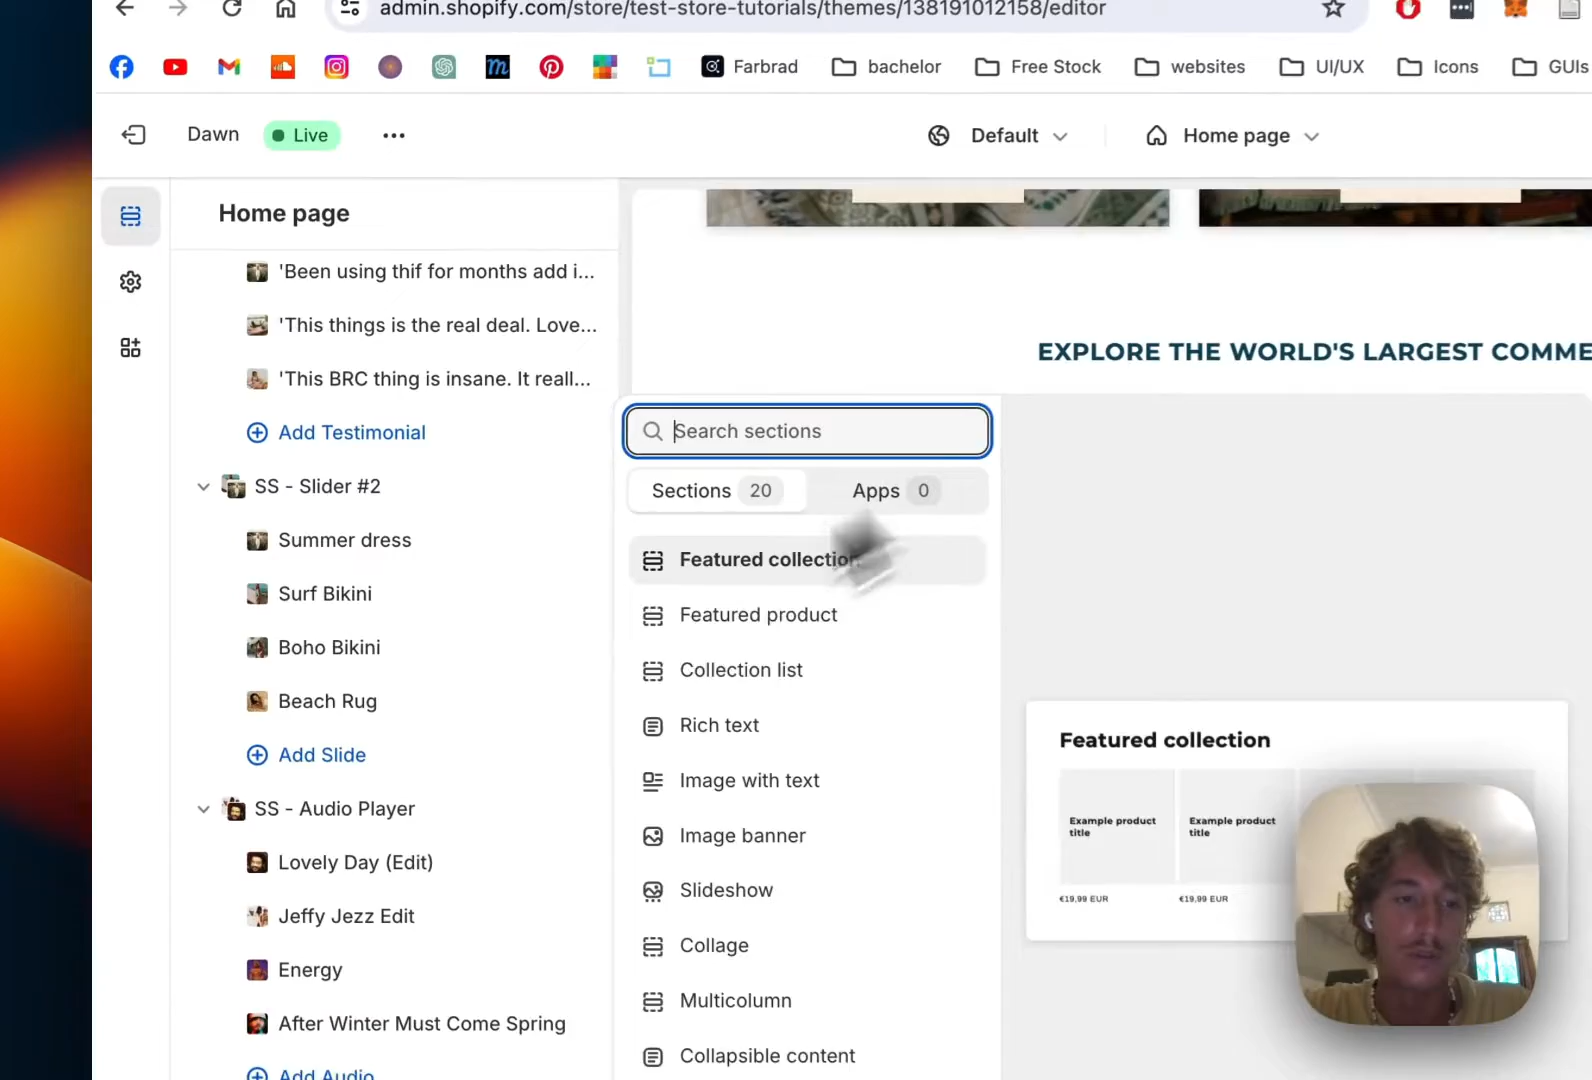 admin.shopify.com/store/test-store-tutorials/themes/138191012158/editor
Farbrad
bachelor
Free Stock
websites
UI/UX
Icons
GUIs
Dawn
Live
Default
Home page
Home page
'Been using thif for months add i...
'This things is the real deal. Love...
'This BRC thing is insane. It reall...
Add Testimonial
SS - Slider #2
Summer dress
Surf Bikini
Boho Bikini
Beach Rug
Add Slide
SS - Audio Player
Lovely Day (Edit)
Jeffy Jezz Edit
Energy
After Winter Must Come Spring
Add Audio
EXPLORE THE WORLD'S LARGEST COMME
Search sections
Sections 20
Apps 0
Featured collection
Featured product
Collection list
Rich text
Image with text
Image banner
Slideshow
Collage
Multicolumn
Collapsible content
Featured collection
Example product
title
€19,99 EUR
Example product
title
€19,99 EUR